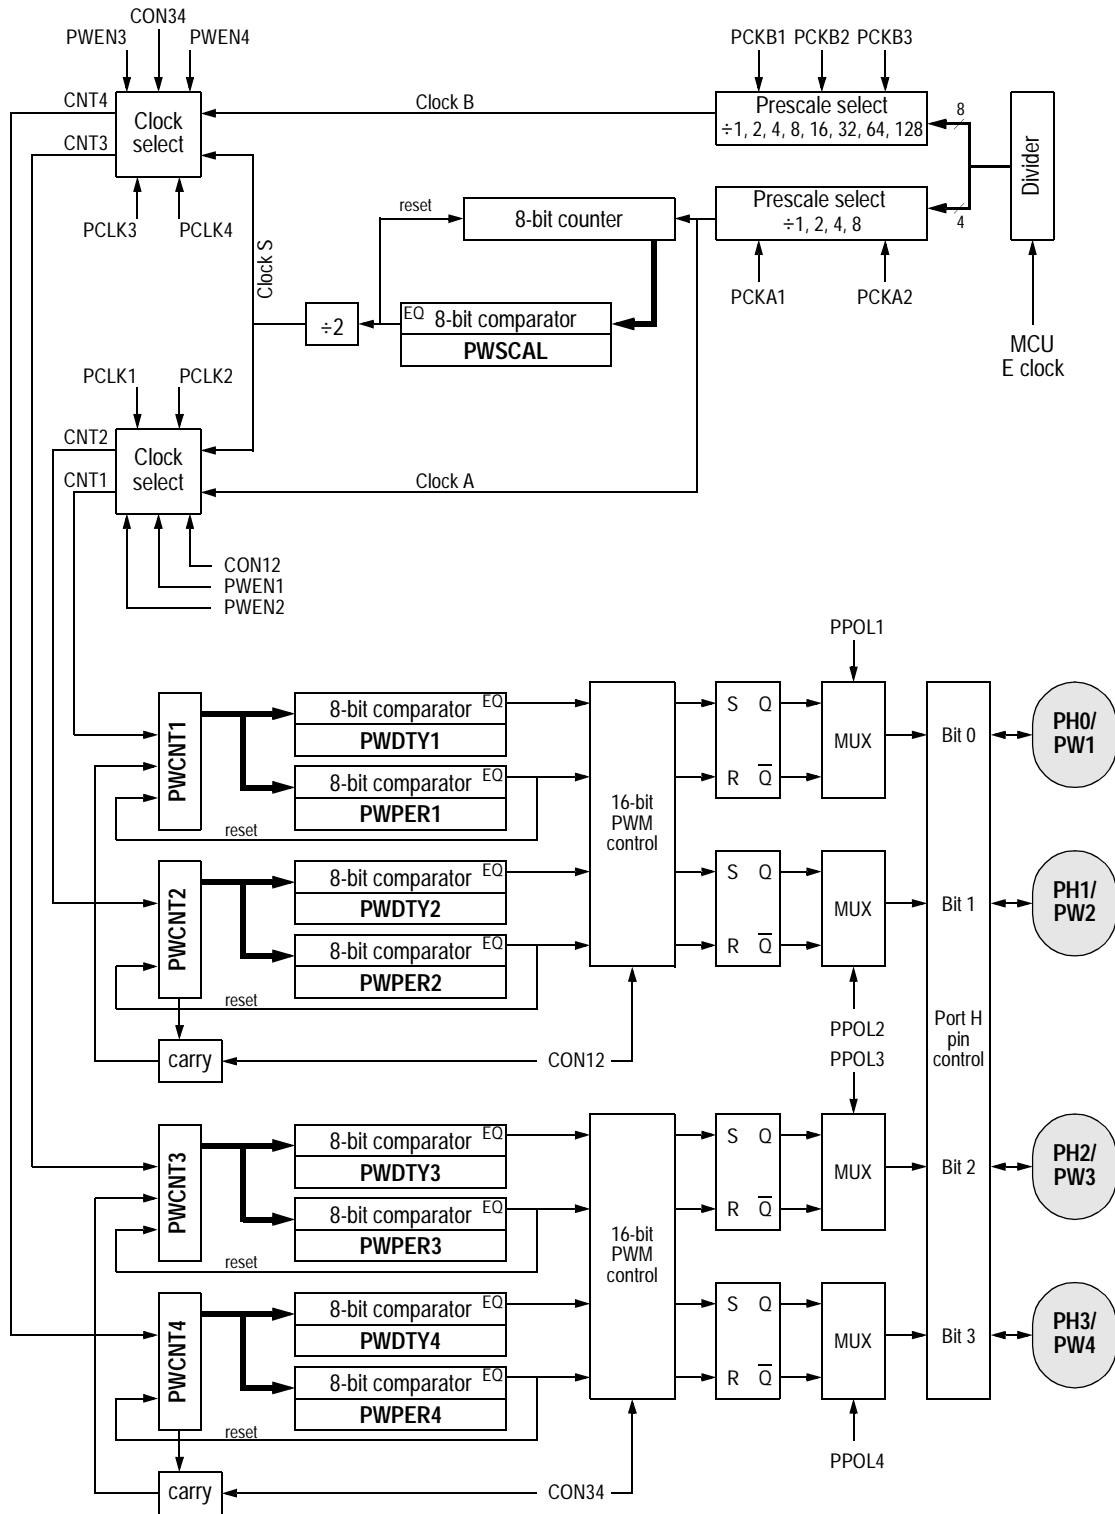 CON34
PWEN3
PWEN4
PCKB1
PCKB2
PCKB3
CNT4
CNT3
Clock
select
Clock B
Prescale select
÷1, 2, 4, 8, 16, 32, 64, 128
8
Divider
PCLK3
PCLK4
Clock S
reset
8-bit counter
Prescale select
÷1, 2, 4, 8
4
PCKA1
PCKA2
÷2
EQ
8-bit comparator
PWSCAL
MCU
E clock
PCLK1
PCLK2
CNT2
CNT1
Clock
select
Clock A
CON12
PWEN1
PWEN2
PPOL1
PWCNT1
8-bit comparator
EQ
PWDTY1
8-bit comparator
EQ
PWPER1
reset
16-bit
PWM
control
S Q
R Q
MUX
Bit 0
PH0/
PW1
PWCNT2
8-bit comparator
EQ
PWDTY2
8-bit comparator
EQ
PWPER2
reset
S Q
R Q
MUX
Bit 1
PH1/
PW2
carry
CON12
PPOL2
PPOL3
Port H
pin
control
PWCNT3
8-bit comparator
EQ
PWDTY3
8-bit comparator
EQ
PWPER3
reset
16-bit
PWM
control
S Q
R Q
MUX
Bit 2
PH2/
PW3
PWCNT4
8-bit comparator
EQ
PWDTY4
8-bit comparator
EQ
PWPER4
reset
S Q
R Q
MUX
Bit 3
PH3/
PW4
carry
CON34
PPOL4